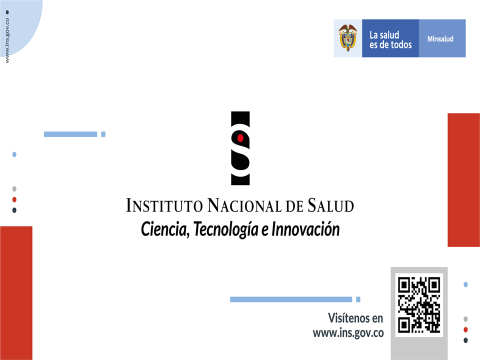 www.ins.gov.co
La salud
es de todos
Minsalud
INSTITUTO NACIONAL DE SALUD
Ciencia, Tecnología e Innovación
Visítenos en
www.ins.gov.co